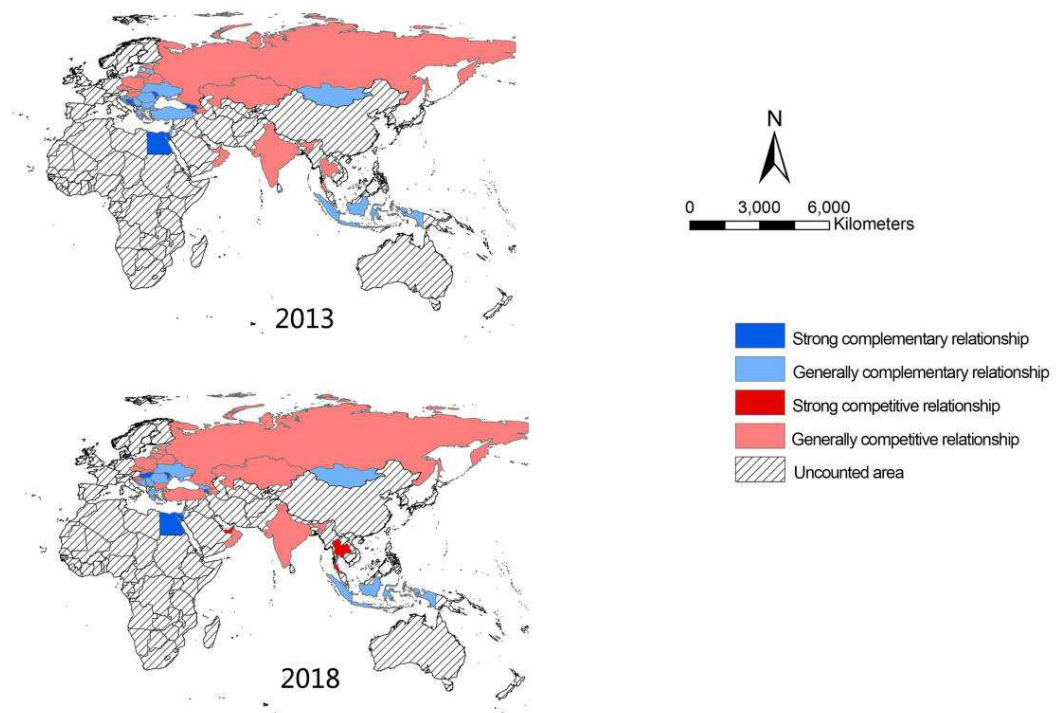 2013
N
0 3,000 6,000
Kilometers
Strong complementary relationship
Generally complementary relationship
Strong competitive relationship
Generally competitive relationship
Uncounted area
2018